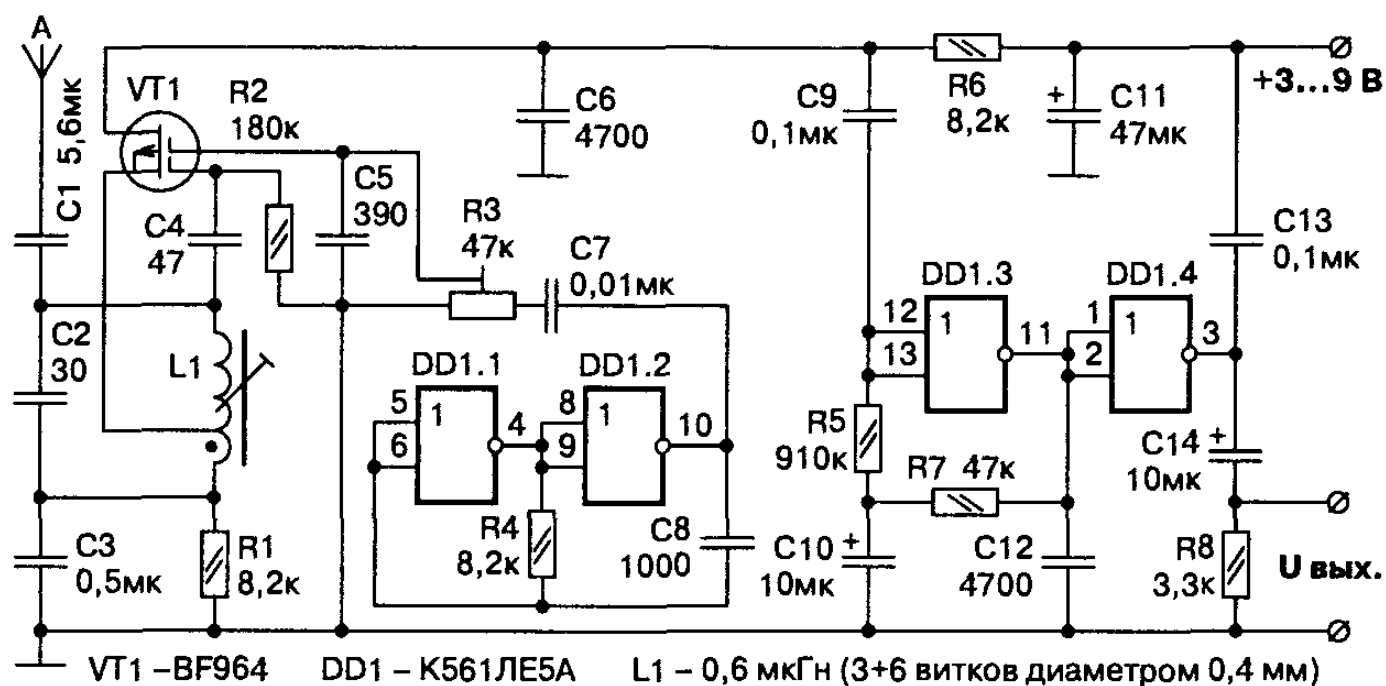 A
VT1
C1 5,6мк
R2
180к
C6
4700
C9
0,1мк
R6
8,2к
+3...9 В
+
C11
47мк
C4
47
C5
390
R3
47к
C7
0,01мк
C13
0,1мк
C2
30
L1
DD1.1
5
6
1
4
DD1.2
8
9
1
10
DD1.3
12
13
1
11
DD1.4
1
2
1
3
R5
910к
R7 47к
C14 +
10мк
C3
0,5мк
R1
8,2к
R4
8,2к
C8
1000
C10 +
10мк
C12
4700
R8
3,3к
U вых.
VT1 –BF964 DD1 – К561ЛЕ5А L1 – 0,6 мкГн (3+6 витков диаметром 0,4 мм)